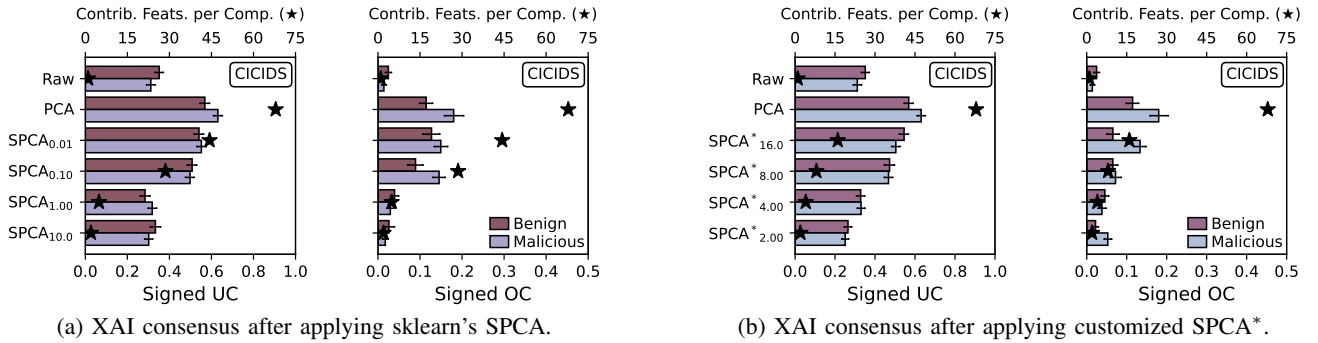 Contrib. Feats. per Comp. (★)
0 15 30 45 60 75
CICIDS
Raw
PCA
SPCA0.01
SPCA0.10
SPCA1.00
SPCA10.0
0.0 0.2 0.4 0.6 0.8 1.0
Signed UC
Contrib. Feats. per Comp. (★)
0 15 30 45 60 75
CICIDS
Benign
Malicious
0.0 0.1 0.2 0.3 0.4 0.5
Signed OC
(a) XAI consensus after applying sklearn's SPCA.
Contrib. Feats. per Comp. (★)
0 15 30 45 60 75
CICIDS
Raw
PCA
SPCA*16.0
SPCA*8.00
SPCA*4.00
SPCA*2.00
0.0 0.2 0.4 0.6 0.8 1.0
Signed UC
Contrib. Feats. per Comp. (★)
0 15 30 45 60 75
CICIDS
Benign
Malicious
0.0 0.1 0.2 0.3 0.4 0.5
Signed OC
(b) XAI consensus after applying customized SPCA*.